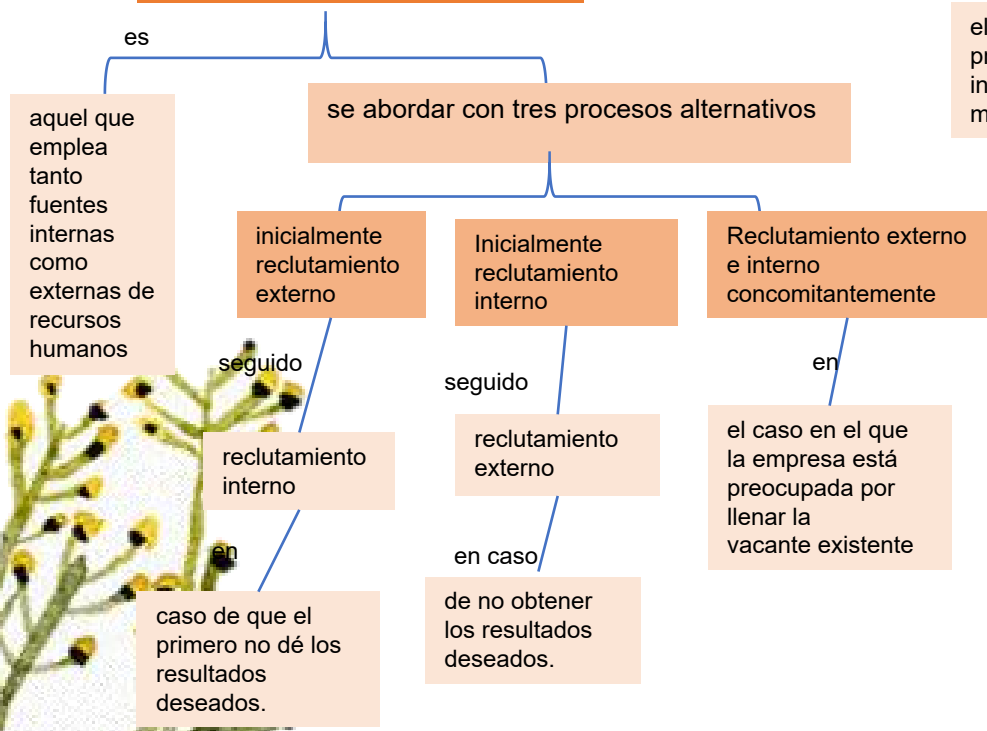 es
aquel que
emplea
tanto
fuentes
internas
como
externas de
recursos
humanos
se abordar con tres procesos alternativos
inicialmente
reclutamiento
externo
seguido
reclutamiento
interno
en
caso de que el
primero no dé los
resultados
deseados.
Inicialmente
reclutamiento
interno
seguido
reclutamiento
externo
en caso
de no obtener
los resultados
deseados.
Reclutamiento externo
e interno
concomitantemente
en
el caso en el que
la empresa está
preocupada por
llenar la
vacante existente